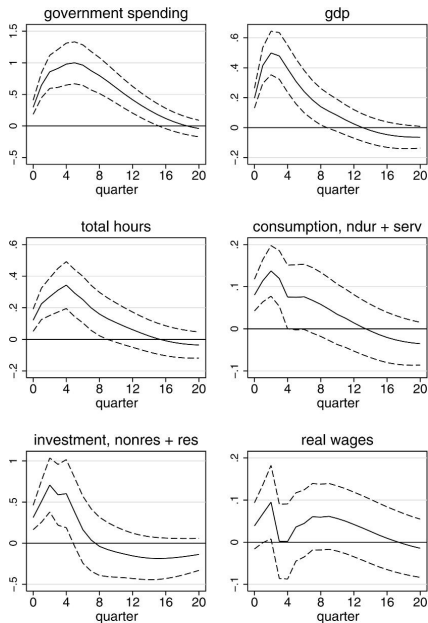 government spending
gdp
1.5
1
.5
0
-.5
0 4 8 12 16 20
quarter
.6
.4
.2
0
-.2
0 4 8 12 16 20
quarter
total hours
consumption, ndur + serv
.6
.4
.2
0
-.2
0 4 8 12 16 20
quarter
.2
.1
0
-.1
0 4 8 12 16 20
quarter
investment, nonres + res
real wages
1
.5
0
-.5
0 4 8 12 16 20
quarter
.2
.1
0
-.1
0 4 8 12 16 20
quarter